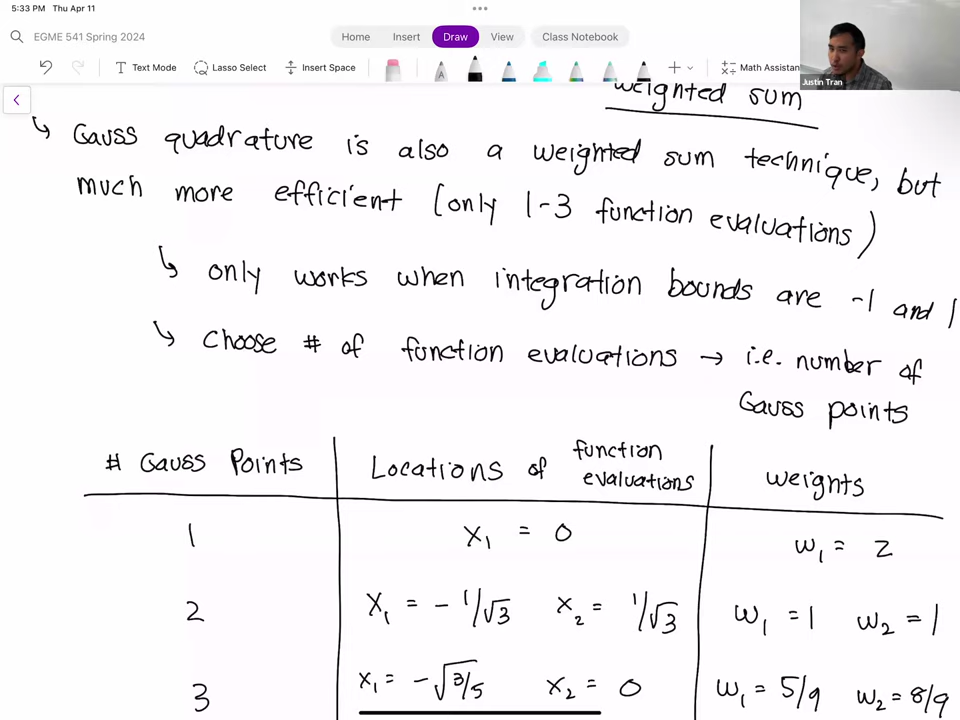 5:33 PM Thu Apr 11
EGME 541 Spring 2024
Home Insert Draw View Class Notebook
Text Mode Lasso Select Insert Space Math Assistan
Justin Tran
weighted sum
Gauss quadrature is also a weighted sum technique, but
much more efficient (only 1-3 function evaluations)
↳ only works when integration bounds are -1 and 1
↳ choose # of function evaluations → i.e. number of
Gauss points
# Gauss Points Locations of function evaluations weights
1 x₁ = 0 w₁ = 2
2 x₁ = -1/√3 x₂ = 1/√3 w₁ = 1 w₂ = 1
3 x₁ = -√3/5 x₂ = 0 w₁ = 5/9 w₂ = 8/9